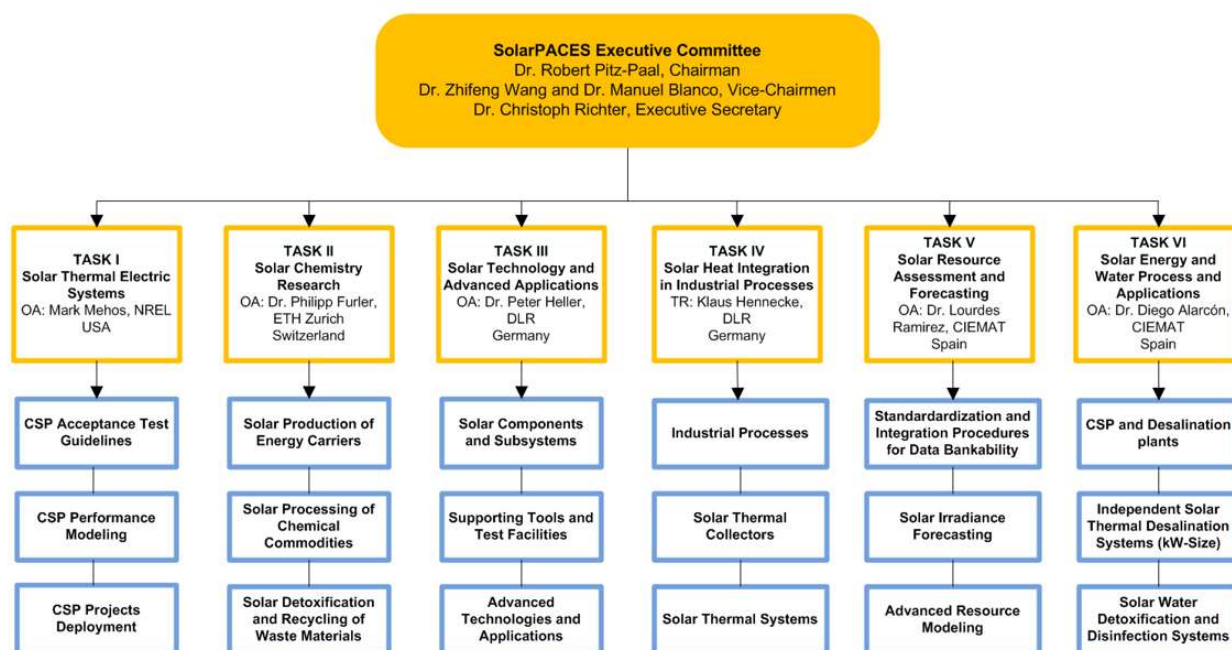 SolarPACES Executive Committee
Dr. Robert Pitz-Paal, Chairman
Dr. Zhifeng Wang and Dr. Manuel Blanco, Vice-Chairmen
Dr. Christoph Richter, Executive Secretary
TASK I
Solar Thermal Electric
Systems
OA: Mark Mehos, NREL
USA
TASK II
Solar Chemistry
Research
OA: Dr. Philipp Furler,
ETH Zurich
Switzerland
TASK III
Solar Technology and
Advanced Applications
OA: Dr. Peter Heller,
DLR
Germany
TASK IV
Solar Heat Integration
in Industrial Processes
TR: Klaus Hennecke,
DLR
Germany
TASK V
Solar Resource
Assessment and
Forecasting
OA: Dr. Lourdes
Ramirez, CIEMAT
Spain
TASK VI
Solar Energy and
Water Process and
Applications
OA: Dr. Diego Alarcón,
CIEMAT
Spain
CSP Acceptance Test
Guidelines
Solar Production of
Energy Carriers
Solar Components
and Subsystems
Industrial Processes
Standardardization and
Integration Procedures
for Data Bankability
CSP and Desalination
plants
CSP Performance
Modeling
Solar Processing of
Chemical
Commodities
Supporting Tools and
Test Facilities
Solar Thermal
Collectors
Solar Irradiance
Forecasting
Independent Solar
Thermal Desalination
Systems (kW-Size)
CSP Projects
Deployment
Solar Detoxification
and Recycling of
Waste Materials
Advanced
Technologies and
Applications
Solar Thermal Systems
Advanced Resource
Modeling
Solar Water
Detoxification and
Disinfection Systems